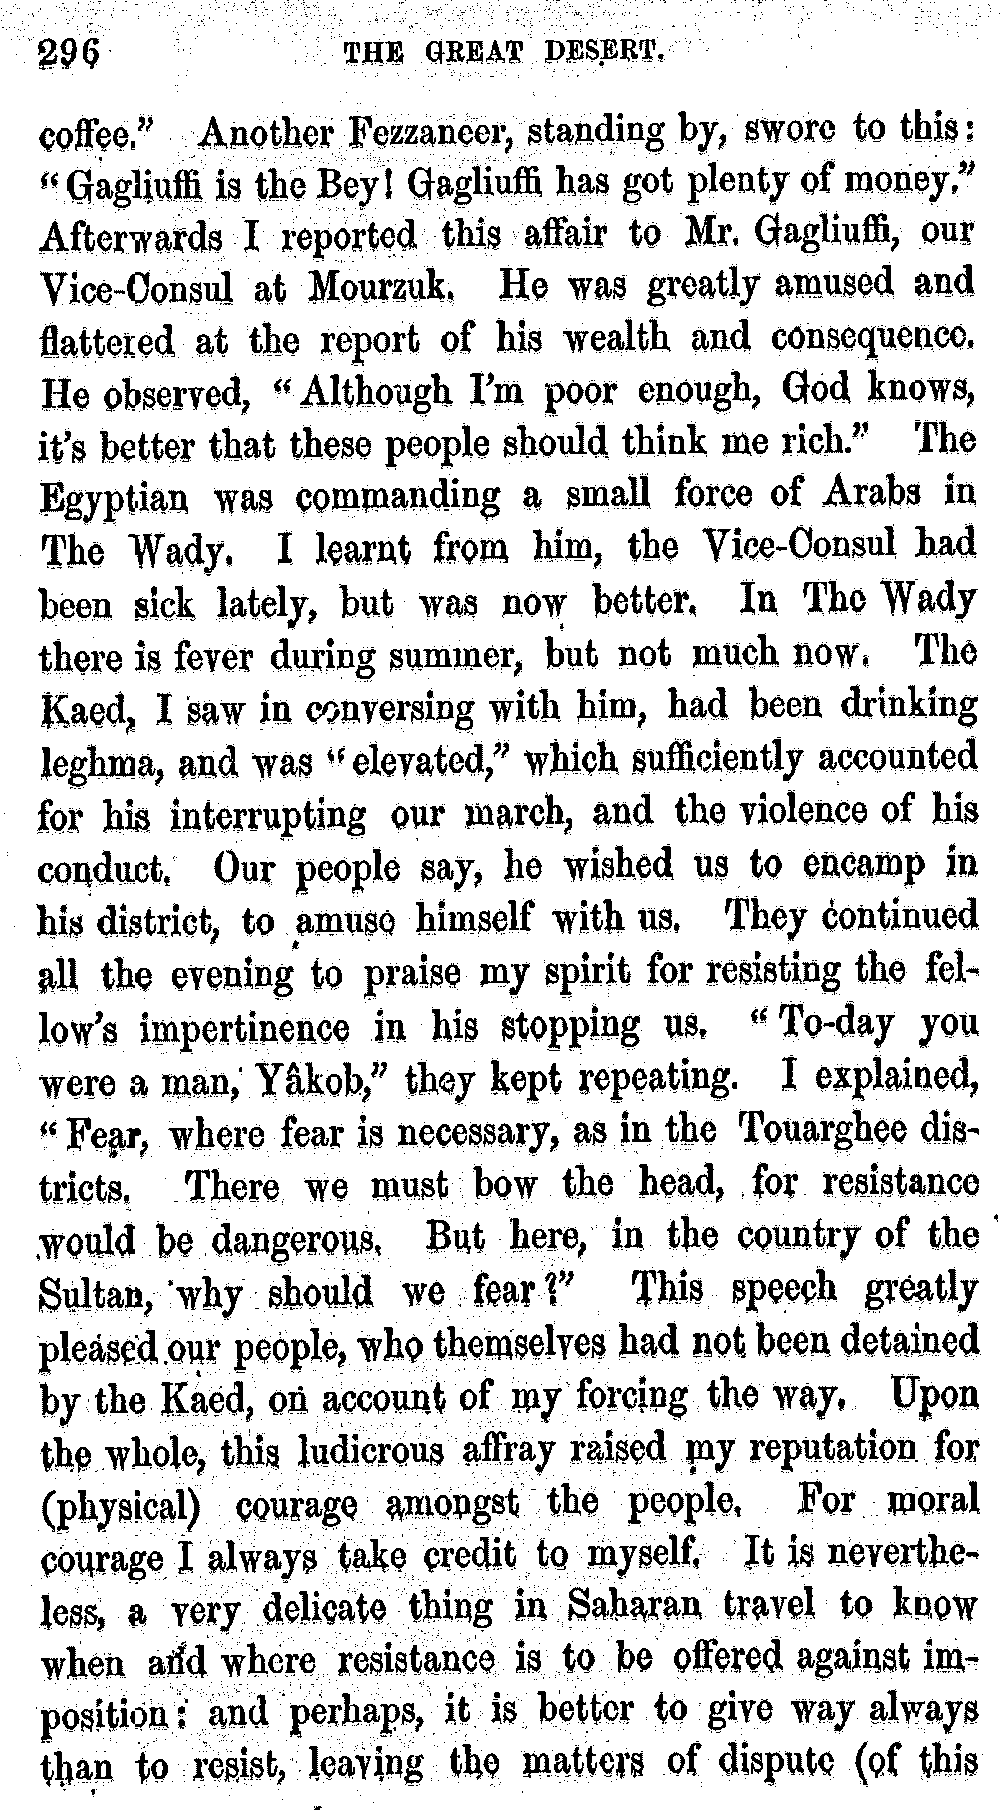 296 THE GREAT DESERT.
coffee.” Another Fezzaneer, standing by, swore to this:
“Gagliuffi is the Bey! Gagliuffi has got plenty of money.”
Afterwards I reported this affair to Mr. Gagliuffi, our
Vice-Consul at Mourzuk. He was greatly amused and
flattered at the report of his wealth and consequence.
He observed, “Although I’m poor enough, God knows,
it’s better that these people should think me rich.” The
Egyptian was commanding a small force of Arabs in
The Wady. I learnt from him, the Vice-Consul had
been sick lately, but was now better. In The Wady
there is fever during summer, but not much now. The
Kaed, I saw in conversing with him, had been drinking
leghma, and was “elevated,” which sufficiently accounted
for his interrupting our march, and the violence of his
conduct. Our people say, he wished us to encamp in
his district, to amuse himself with us. They continued
all the evening to praise my spirit for resisting the fel-
low’s impertinence in his stopping us. “To-day you
were a man, Yâkob,” they kept repeating. I explained,
“Fear, where fear is necessary, as in the Touarghee dis-
tricts. There we must bow the head, for resistance
would be dangerous. But here, in the country of the
Sultan, why should we fear?” This speech greatly
pleased our people, who themselves had not been detained
by the Kaed, on account of my forcing the way. Upon
the whole, this ludicrous affray raised my reputation for
(physical) courage amongst the people. For moral
courage I always take credit to myself. It is neverthe-
less, a very delicate thing in Saharan travel to know
when and where resistance is to be offered against im-
position: and perhaps, it is better to give way always
than to resist, leaving the matters of dispute (of this